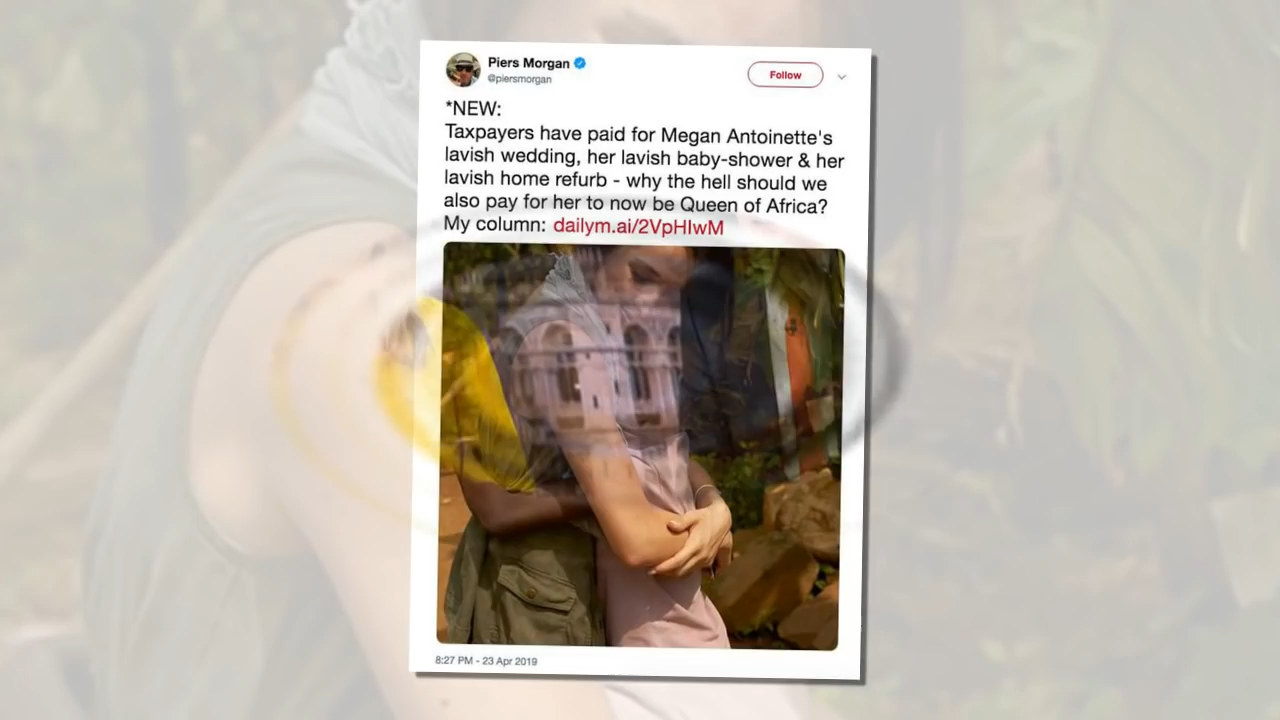 Piers Morgan
@piersmorgan
Follow
*NEW:
Taxpayers have paid for Megan Antoinette's
lavish wedding, her lavish baby-shower & her
lavish home refurb - why the hell should we
also pay for her to now be Queen of Africa?
My column: dailym.ai/2VpHIwM
8:27 PM - 23 Apr 2019